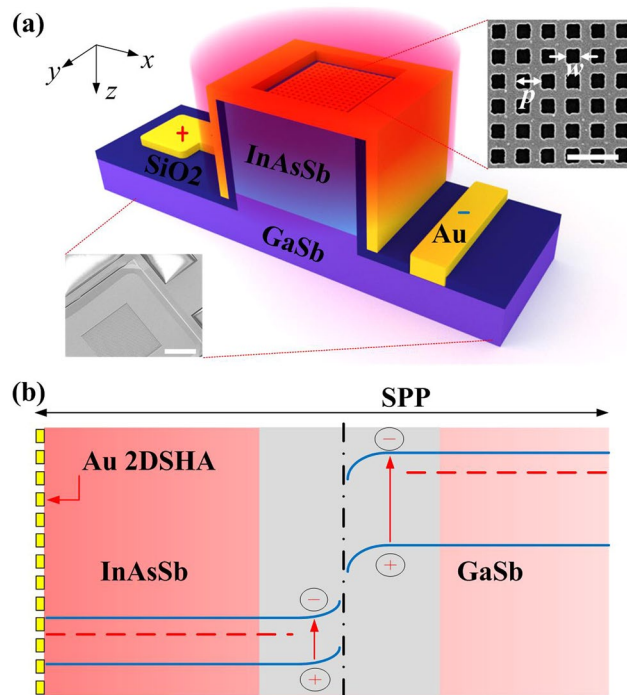 (a)
x
y
z
w
p
+
SiO2
InAsSb
−
Au
GaSb
(b)
SPP
Au 2DSHA
−
+
InAsSb
GaSb
−
+